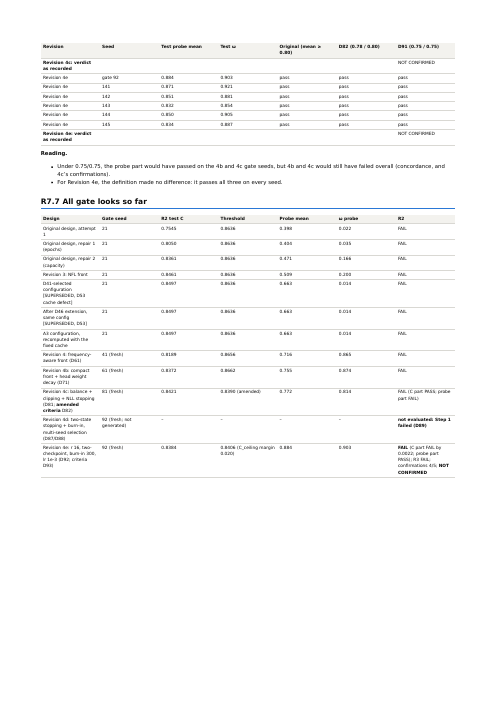 Revision Seed Test probe mean Test ω Original (mean ≥ 0.80) D82 (0.78 / 0.80) D91 (0.75 / 0.75)
Revision 4c: verdict as recorded NOT CONFIRMED
Revision 4e gate 92 0.884 0.903 pass pass pass
Revision 4e 141 0.871 0.921 pass pass pass
Revision 4e 142 0.851 0.881 pass pass pass
Revision 4e 143 0.832 0.854 pass pass pass
Revision 4e 144 0.850 0.905 pass pass pass
Revision 4e 145 0.834 0.887 pass pass pass
Revision 4e: verdict as recorded NOT CONFIRMED
Reading.
• Under 0.75/0.75, the probe part would have passed on the 4b and 4c gate seeds, but 4b and 4c would still have failed overall (concordance, and
4c's confirmations).
• For Revision 4e, the definition made no difference: it passes all three on every seed.
R7.7 All gate looks so far
Design Gate seed R2 test C Threshold Probe mean ω probe R2
Original design, attempt 1 21 0.7545 0.8636 0.398 0.022 FAIL
Original design, repair 1 (epochs) 21 0.8050 0.8636 0.404 0.035 FAIL
Original design, repair 2 (capacity) 21 0.8361 0.8636 0.471 0.166 FAIL
Revision 3: NFL front 21 0.8461 0.8636 0.509 0.200 FAIL
D41-selected configuration [SUPERSEDED, D53 cache defect] 21 0.8497 0.8636 0.663 0.014 FAIL
After D46 extension, same config [SUPERSEDED, D53] 21 0.8497 0.8636 0.663 0.014 FAIL
A3 configuration, recomputed with the fixed cache 21 0.8497 0.8636 0.663 0.014 FAIL
Revision 4: frequency-aware front (D61) 41 (fresh) 0.8189 0.8656 0.716 0.865 FAIL
Revision 4b: compact front + head weight decay (D71) 61 (fresh) 0.8372 0.8662 0.755 0.874 FAIL
Revision 4c: balance + clipping + NLL stopping (D81; amended criteria D82) 81 (fresh) 0.8421 0.8390 (amended) 0.772 0.814 FAIL (C part PASS; probe part FAIL)
Revision 4d: two-state stopping + burn-in, multi-seed selection (D87/D88) 92 (fresh; not generated) – – – – not evaluated: Step 1 failed (D89)
Revision 4e: r 16, two-checkpoint, burn-in 300, lr 1e-3 (D92; criteria D93) 92 (fresh) 0.8384 0.8406 (C_ceiling margin 0.020) 0.884 0.903 FAIL (C part FAIL by 0.0022; probe part PASS); R3 FAIL, confirmations 4/5; NOT CONFIRMED